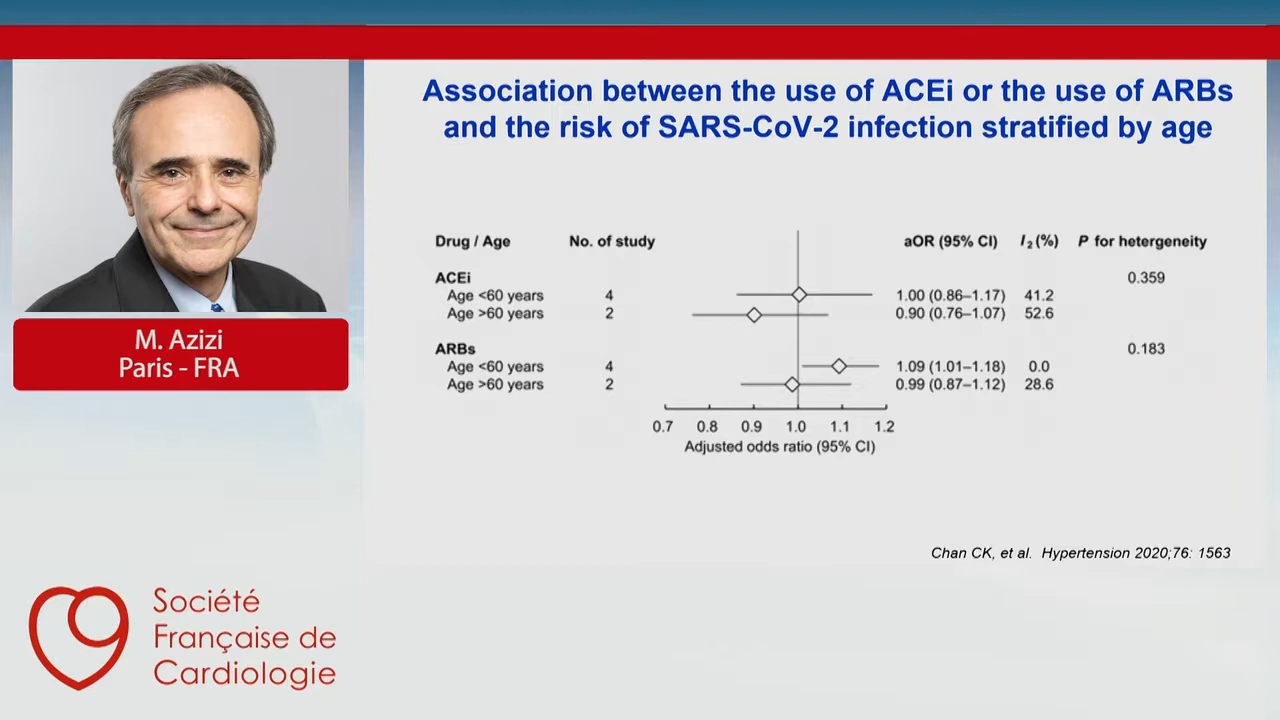 Association between the use of ACEi or the use of ARBs
and the risk of SARS-CoV-2 infection stratified by age
Drug / Age No. of study aOR (95% CI) I2 (%) P for hetergeneity
ACEi 0.359
Age <60 years 4 1.00 (0.86–1.17) 41.2
Age >60 years 2 0.90 (0.76–1.07) 52.6
ARBs 0.183
Age <60 years 4 1.09 (1.01–1.18) 0.0
Age >60 years 2 0.99 (0.87–1.12) 28.6
0.7 0.8 0.9 1.0 1.1 1.2
Adjusted odds ratio (95% CI)
Chan CK, et al. Hypertension 2020;76: 1563
M. Azizi
Paris - FRA
Société
Française de
Cardiologie